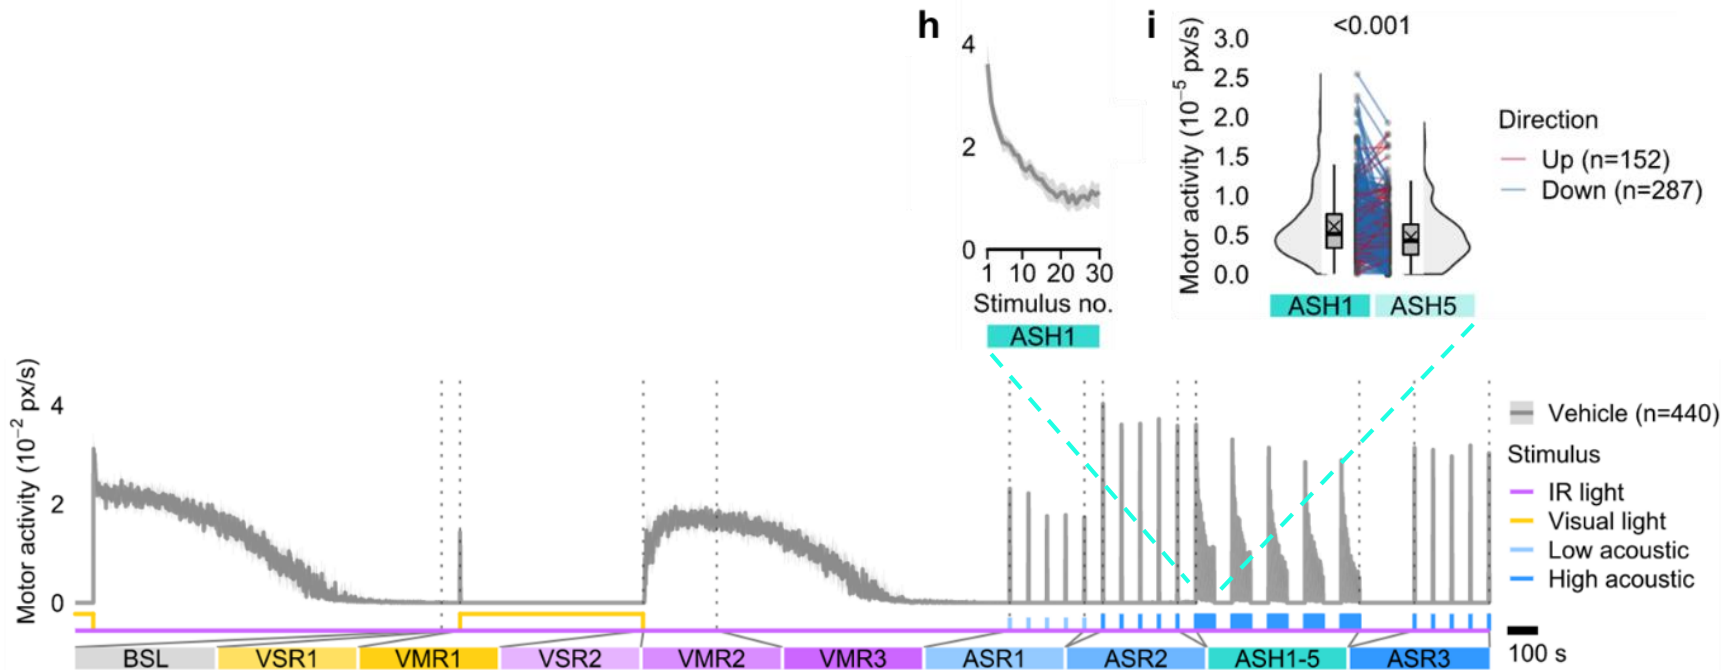 h
4
2
0
1 10 20 30
Stimulus no.
ASH1
i
<0.001
Motor activity (10⁻⁵ px/s)
3.0
2.5
2.0
1.5
1.0
0.5
0.0
ASH1 ASH5
Direction
Up (n=152)
Down (n=287)
Motor activity (10⁻² px/s)
4
2
0
Vehicle (n=440)
Stimulus
IR light
Visual light
Low acoustic
High acoustic
100 s
BSL VSR1 VMR1 VSR2 VMR2 VMR3 ASR1 ASR2 ASH1-5 ASR3